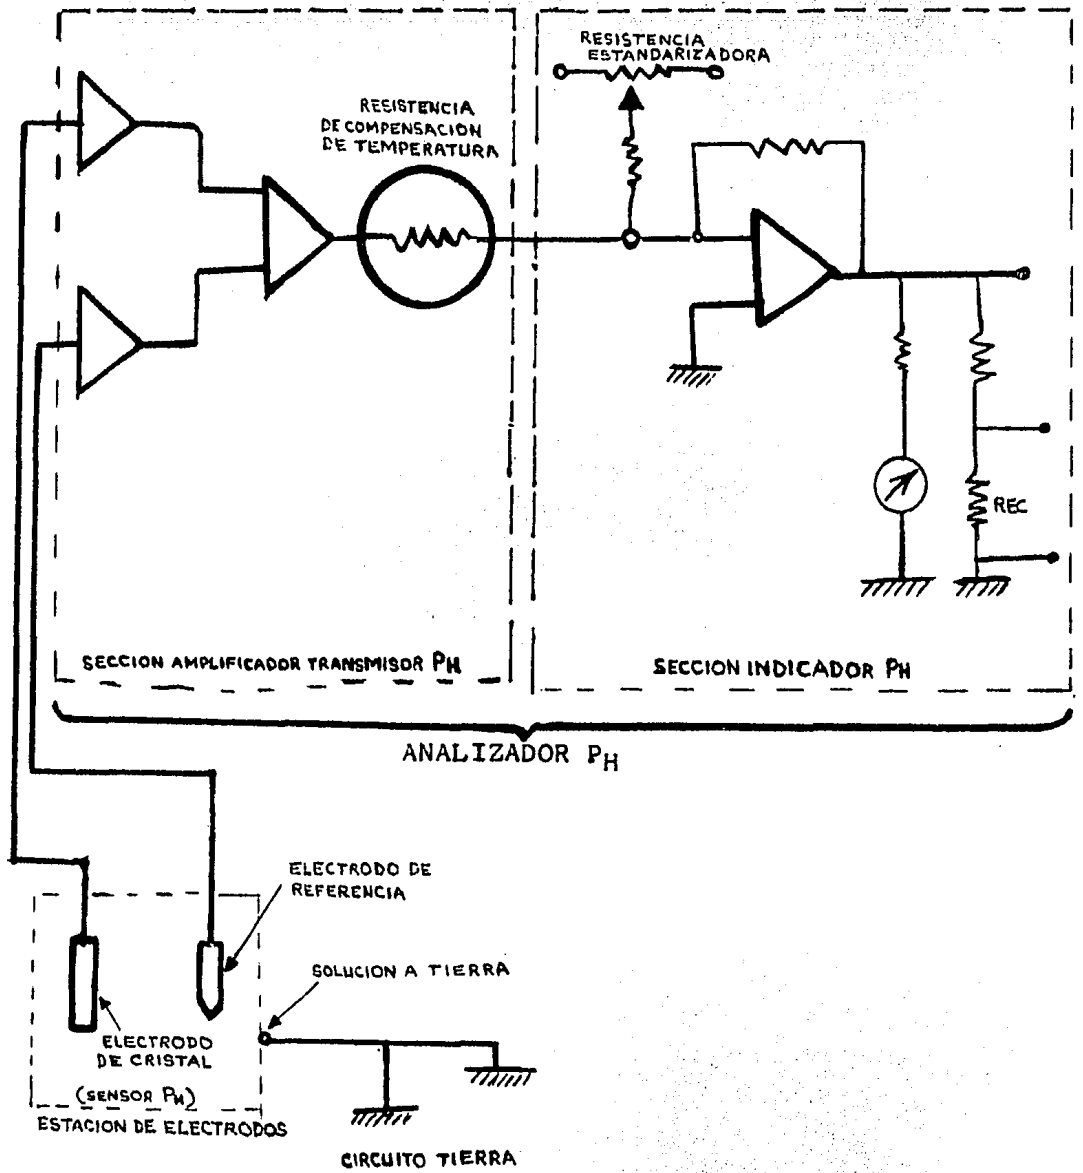 RESISTENCIA
ESTANDARIZADORA
RESISTENCIA
DE COMPENSACION
DE TEMPERATURA
REC
SECCION AMPLIFICADOR TRANSMISOR PH
SECCION INDICADOR PH
ANALIZADOR PH
ELECTRODO DE
REFERENCIA
SOLUCION A TIERRA
ELECTRODO
DE CRISTAL
(SENSOR PH)
ESTACION DE ELECTRODOS
CIRCUITO TIERRA